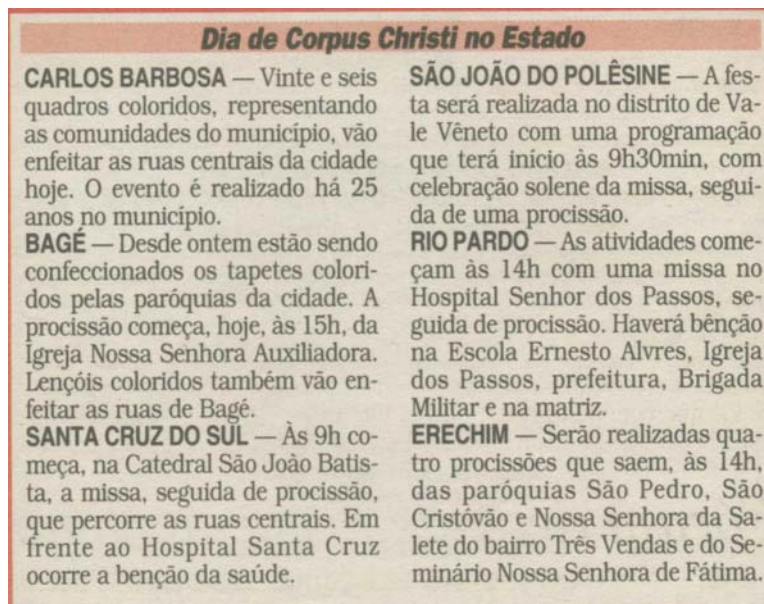 Dia de Corpus Christi no Estado
CARLOS BARBOSA — Vinte e seis
quadros coloridos, representando
as comunidades do município, vão
enfeitar as ruas centrais da cidade
hoje. O evento é realizado há 25
anos no município.
BAGÉ — Desde ontem estão sendo
confeccionados os tapetes colori-
dos pelas paróquias da cidade. A
procissão começa, hoje, às 15h, da
Igreja Nossa Senhora Auxiliadora.
Lençóis coloridos também vão en-
feitar as ruas de Bagé.
SANTA CRUZ DO SUL — Às 9h co-
meça, na Catedral São Joào Batis-
ta, a missa, seguida de procissão,
que percorre as ruas centrais. Em
frente ao Hospital Santa Cruz
ocorre a benção da saúde.
SÃO JOÃO DO POLÊSINE — A fes-
ta será realizada no distrito de Va-
le Vêneto com uma programação
que terá início às 9h30min, com
celebração solene da missa, segui-
da de uma procissão.
RIO PARDO — As atividades come-
çam às 14h com uma missa no
Hospital Senhor dos Passos, se-
guida de procissão. Haverá bênção
na Escola Ernesto Alvres, Igreja
dos Passos, prefeitura, Brigada
Militar e na matriz.
ERECHIM — Serão realizadas qua-
tro procissões que saem, às 14h,
das paróquias São Pedro, São
Cristóvão e Nossa Senhora da Sa-
lete do bairro Três Vendas e do Se-
minário Nossa Senhora de Fátima.